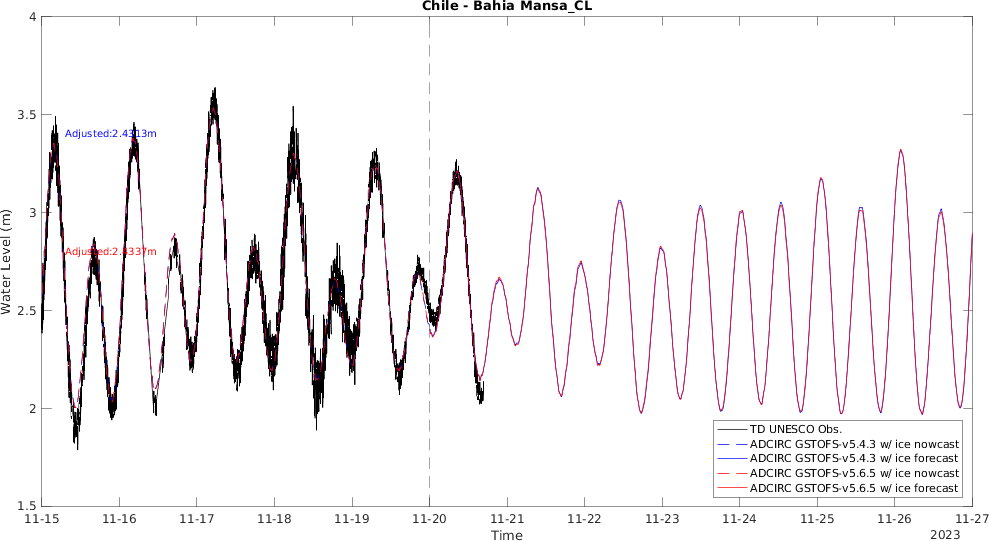 Chile - Bahia Mansa_CL
4
3.5
3
2.5
2
1.5
Water Level (m)
Adjusted:2.4313m
Adjusted:2.4337m
11-15
11-16
11-17
11-18
11-19
11-20
11-21
11-22
11-23
11-24
11-25
11-26
11-27
Time
2023
TD UNESCO Obs.
ADCIRC GSTOFS-v5.4.3 w/ ice nowcast
ADCIRC GSTOFS-v5.4.3 w/ ice forecast
ADCIRC GSTOFS-v5.6.5 w/ ice nowcast
ADCIRC GSTOFS-v5.6.5 w/ ice forecast